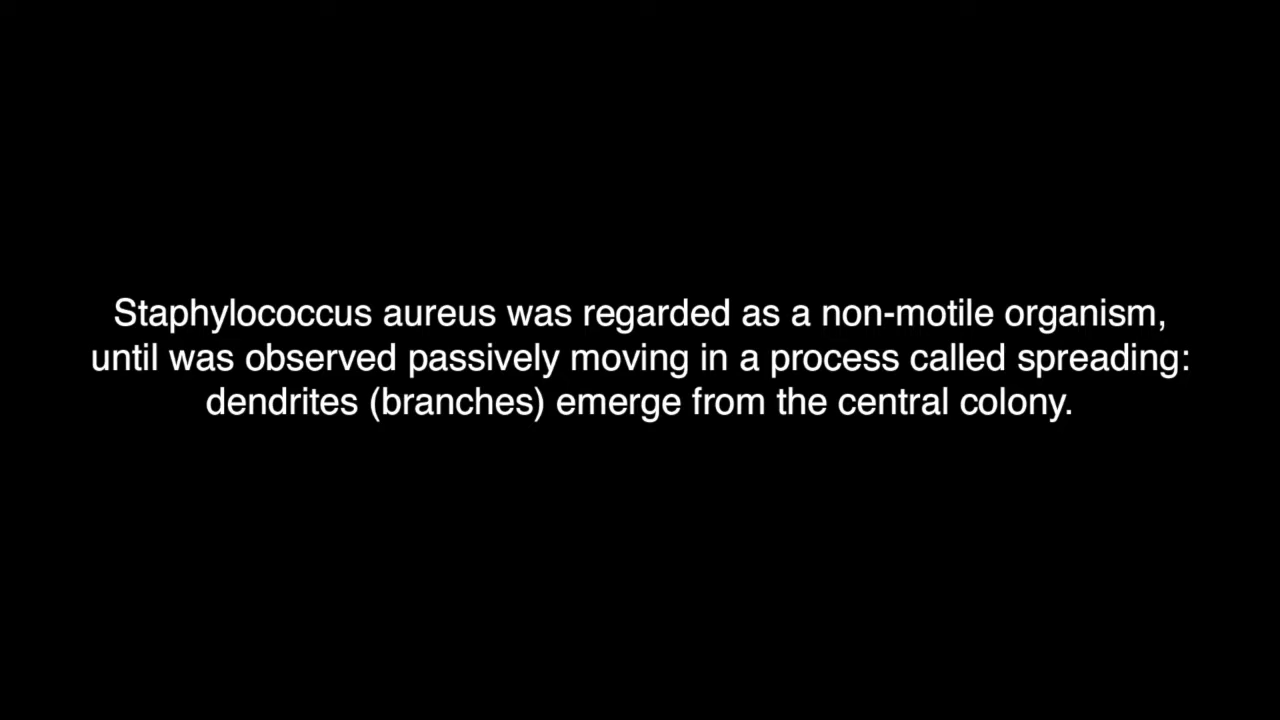 Staphylococcus aureus was regarded as a non-motile organism,
until was observed passively moving in a process called spreading:
dendrites (branches) emerge from the central colony.